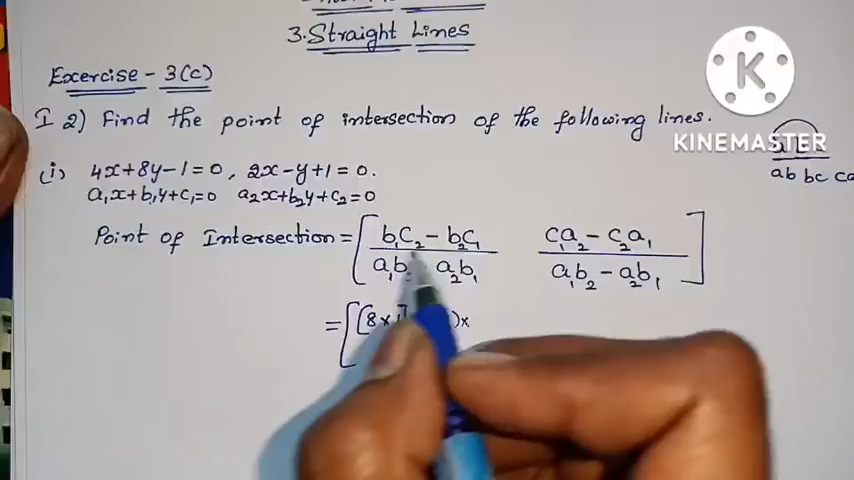 3. Straight Lines
Exercise - 3(c)
I 2) Find the point of intersection of the following lines.
(i) 4x+8y-1=0, 2x-y+1=0.
a₁x+b₁y+c₁=0 a₂x+b₂y+c₂=0
Point of Intersection = [ b₁c₂-b₂c₁ c₁a₂-c₂a₁ ]
a₁b₂ - a₂b₁ a₁b₂ - a₂b₁
= [ [8x1]
)x
K
KINEMASTER
ab bc ca